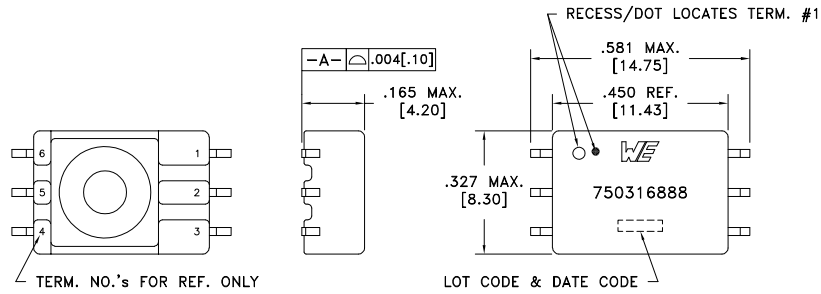 RECESS/DOT LOCATES TERM. #1
-A- ⌓ .004[.10]
.581 MAX.
[14.75]
.165 MAX.
[4.20]
.450 REF.
[11.43]
6
1
5
2
4
3
.327 MAX.
[8.30]
WE
750316888
TERM. NO.'s FOR REF. ONLY
LOT CODE & DATE CODE